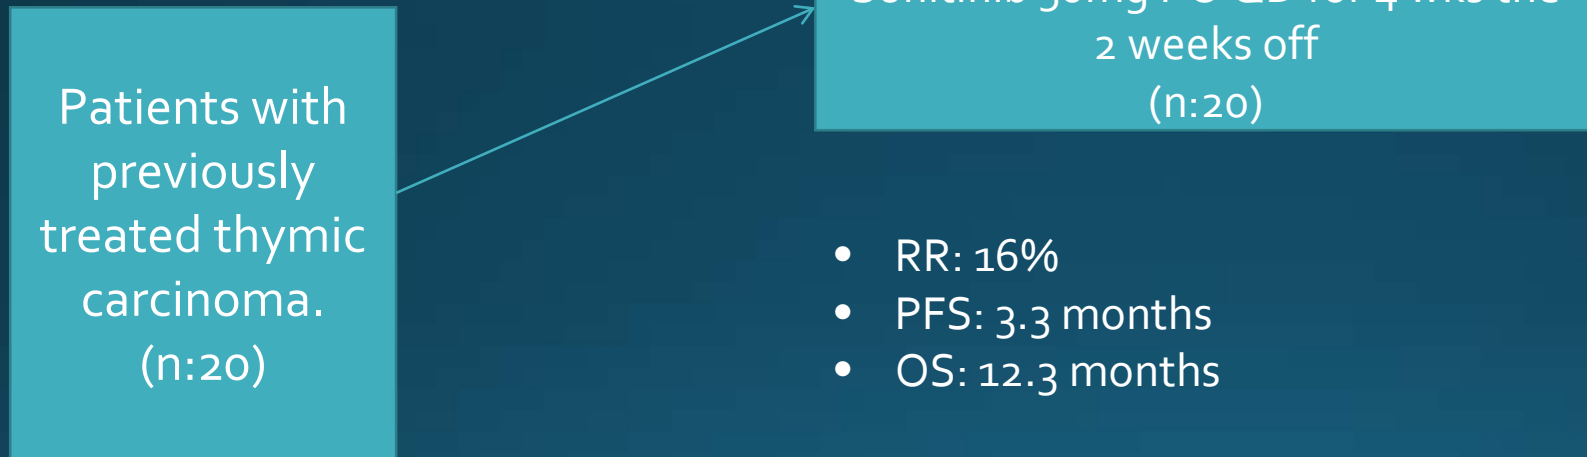 Patients with
previously
treated thymic
carcinoma.
(n:20)
2 weeks off
(n:20)
• RR: 16%
• PFS: 3.3 months
• OS: 12.3 months